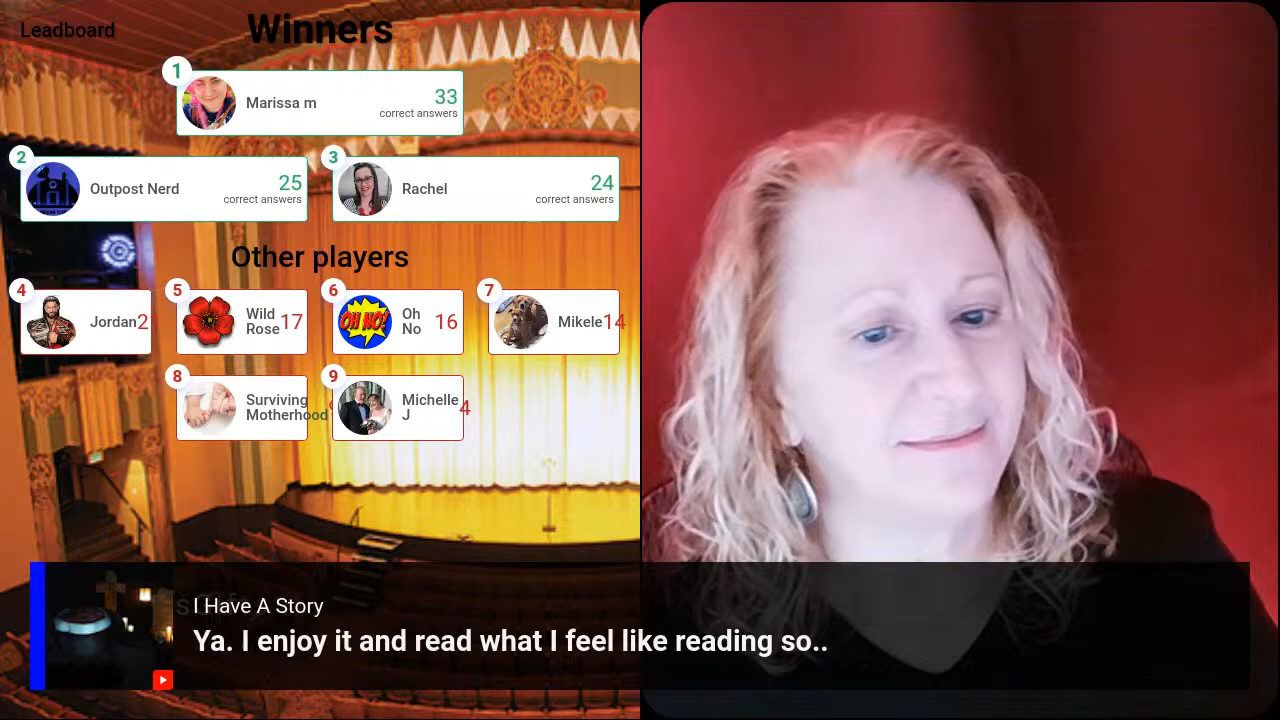 Leadboard
Winners
1
Marissa m
33
correct answers
2
Outpost Nerd
25
correct answers
3
Rachel
24
correct answers
Other players
4
Jordan
2
5
Wild
Rose
17
6
Oh
No
16
OH NO!
7
Mikele
14
8
Surviving
Motherhood
9
Michelle
J
4
I Have A Story
Ya. I enjoy it and read what I feel like reading so..